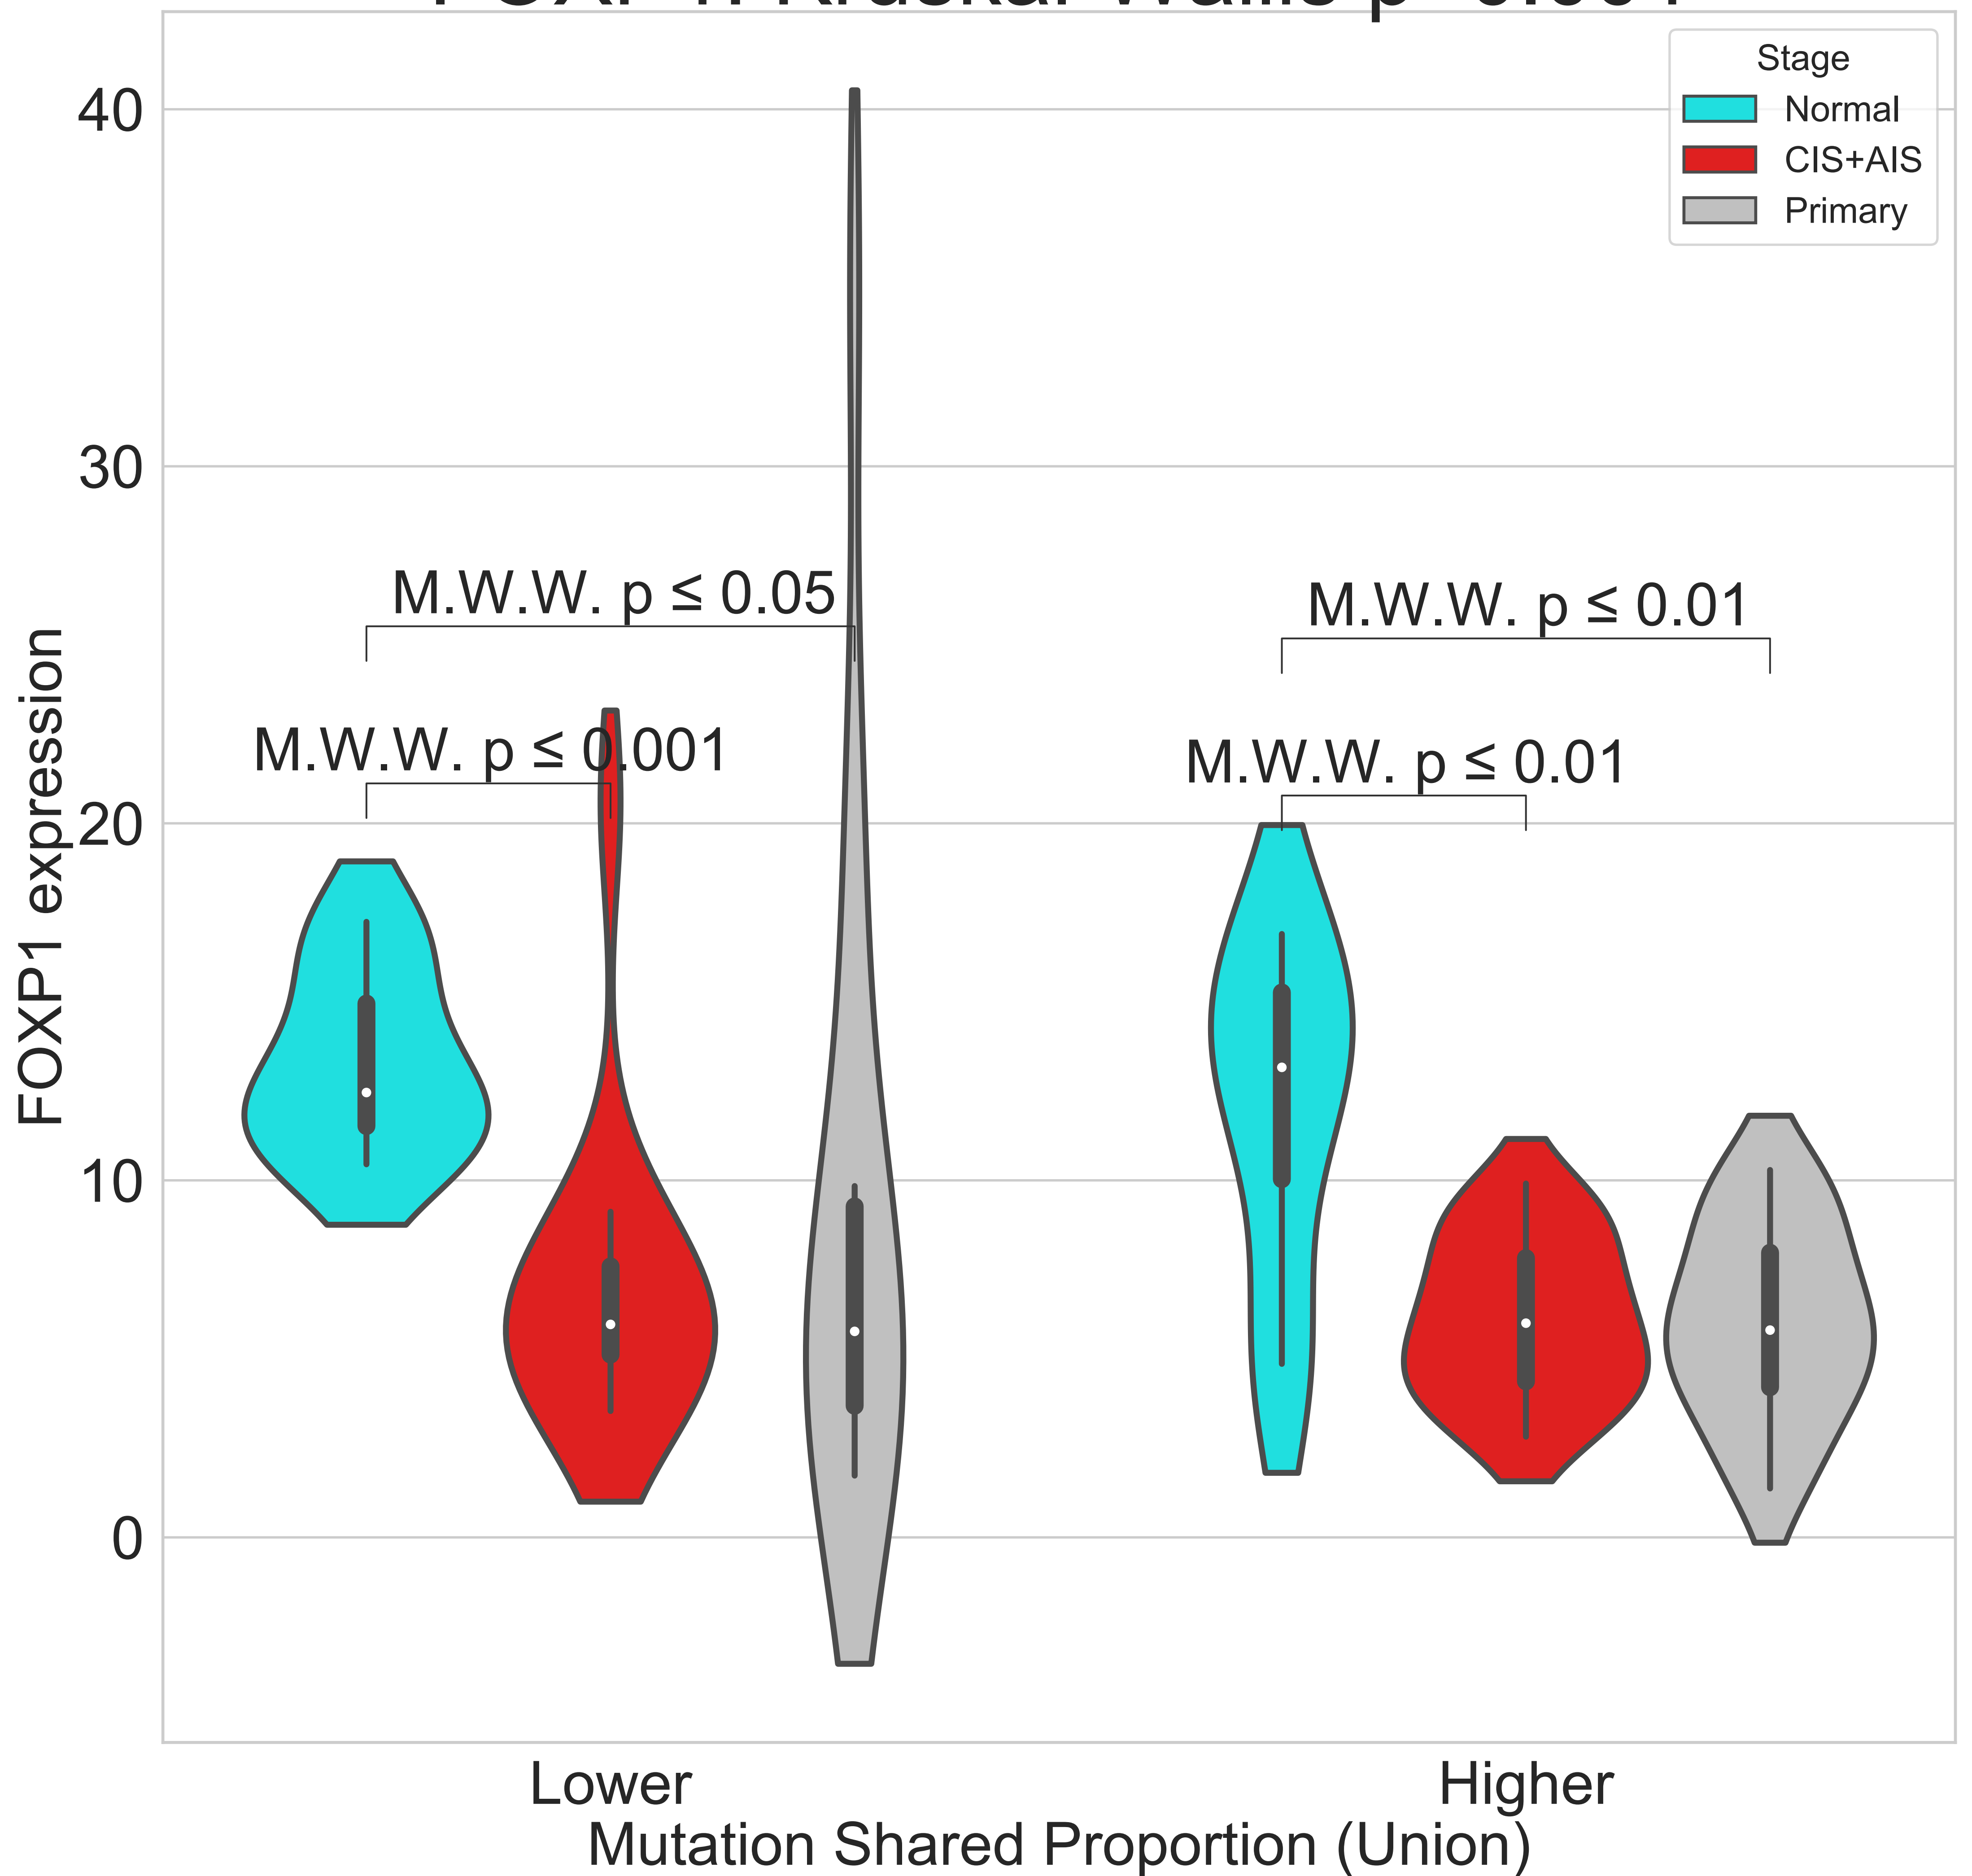 Stage
Normal
CIS+AIS
Primary
40
30
20
10
0
FOXP1 expression
M.W.W. p ≤ 0.05
M.W.W. p ≤ 0.001
M.W.W. p ≤ 0.01
M.W.W. p ≤ 0.01
Lower
Higher
Mutation Shared Proportion (Union)